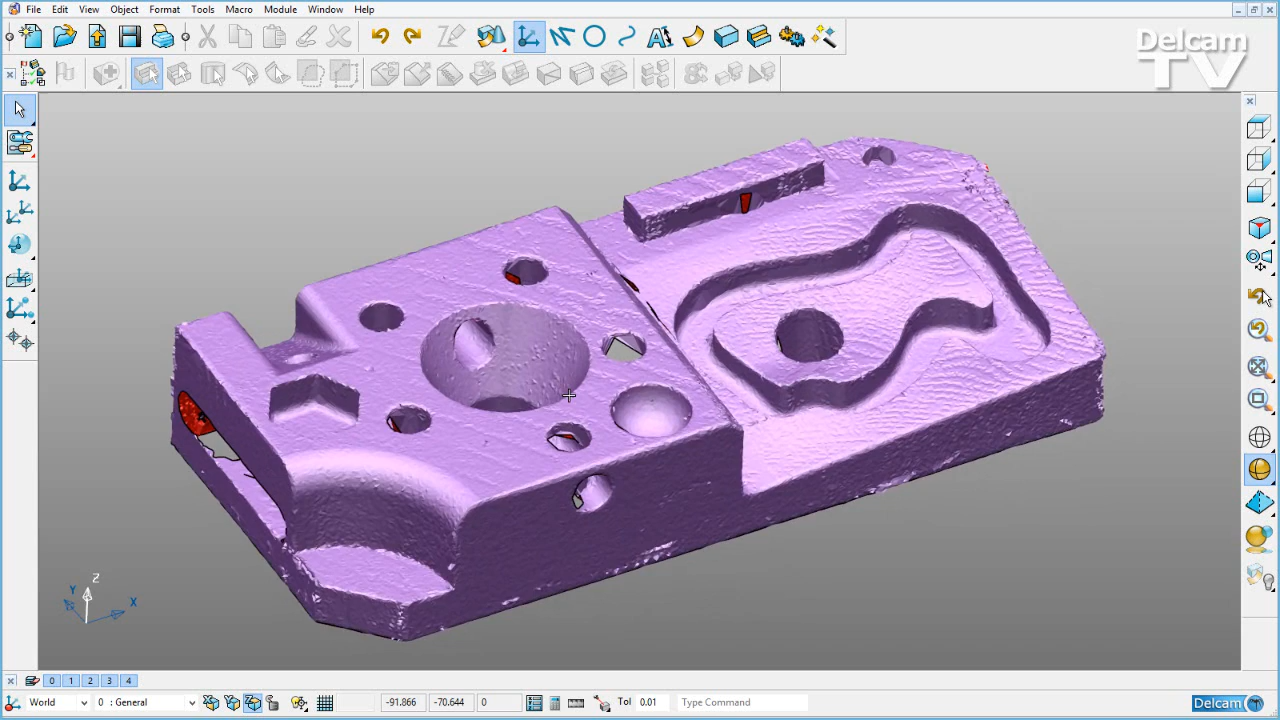 File Edit View Object Format Tools Macro Module Window Help
Delcam
TV
Z
Y
X
0 1 2 3 4
World 0 : General -91.866 -70.644 0 Tol 0.01 Type Command Delcam